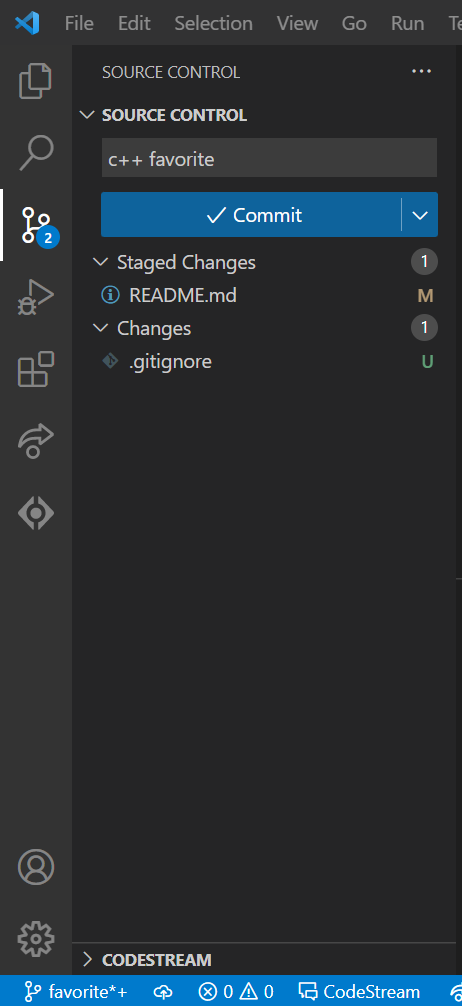 File Edit Selection View Go Run Te
SOURCE CONTROL
SOURCE CONTROL
c++ favorite
Commit
Staged Changes 1
README.md M
Changes 1
.gitignore U
2
CODESTREAM
favorite*+ 0 0 CodeStream